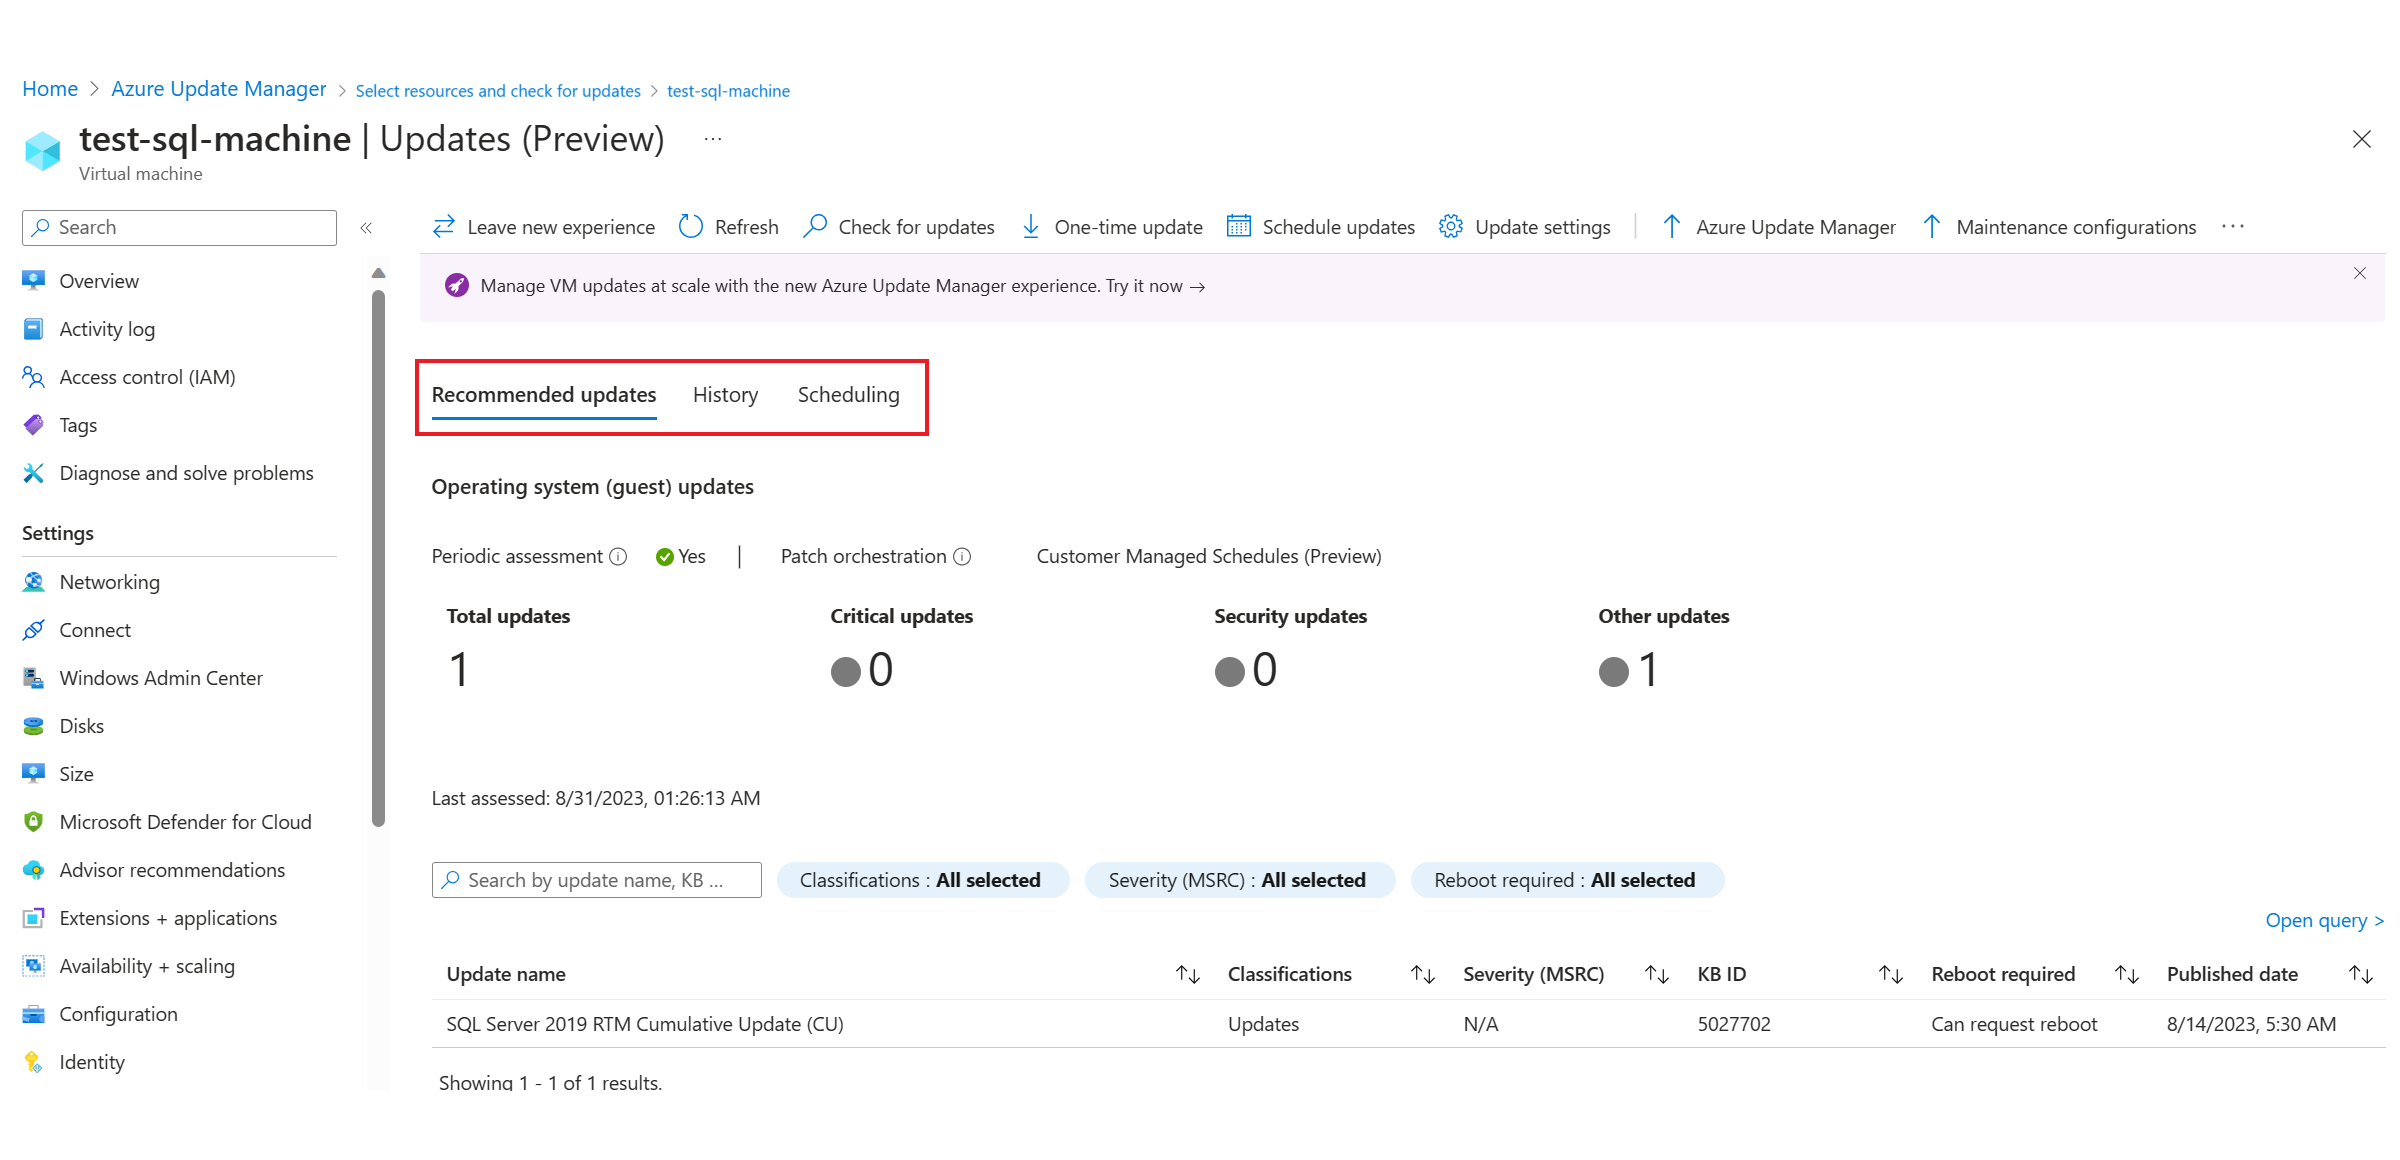 Home > Azure Update Manager > Select resources and check for updates > test-sql-machine
test-sql-machine | Updates (Preview) ...
Virtual machine
Search
«
Leave new experience Refresh Check for updates One-time update Schedule updates Update settings | Azure Update Manager Maintenance configurations ...
Manage VM updates at scale with the new Azure Update Manager experience. Try it now →
Overview
Activity log
Access control (IAM)
Tags
Diagnose and solve problems
Settings
Networking
Connect
Windows Admin Center
Disks
Size
Microsoft Defender for Cloud
Advisor recommendations
Extensions + applications
Availability + scaling
Configuration
Identity
Recommended updates History Scheduling
Operating system (guest) updates
Periodic assessment Yes | Patch orchestration Customer Managed Schedules (Preview)
Total updates Critical updates Security updates Other updates
1 0 0 1
Last assessed: 8/31/2023, 01:26:13 AM
Search by update name, KB ... Classifications : All selected Severity (MSRC) : All selected Reboot required : All selected
Open query >
Update name Classifications Severity (MSRC) KB ID Reboot required Published date
SQL Server 2019 RTM Cumulative Update (CU) Updates N/A 5027702 Can request reboot 8/14/2023, 5:30 AM
Showing 1 - 1 of 1 results.